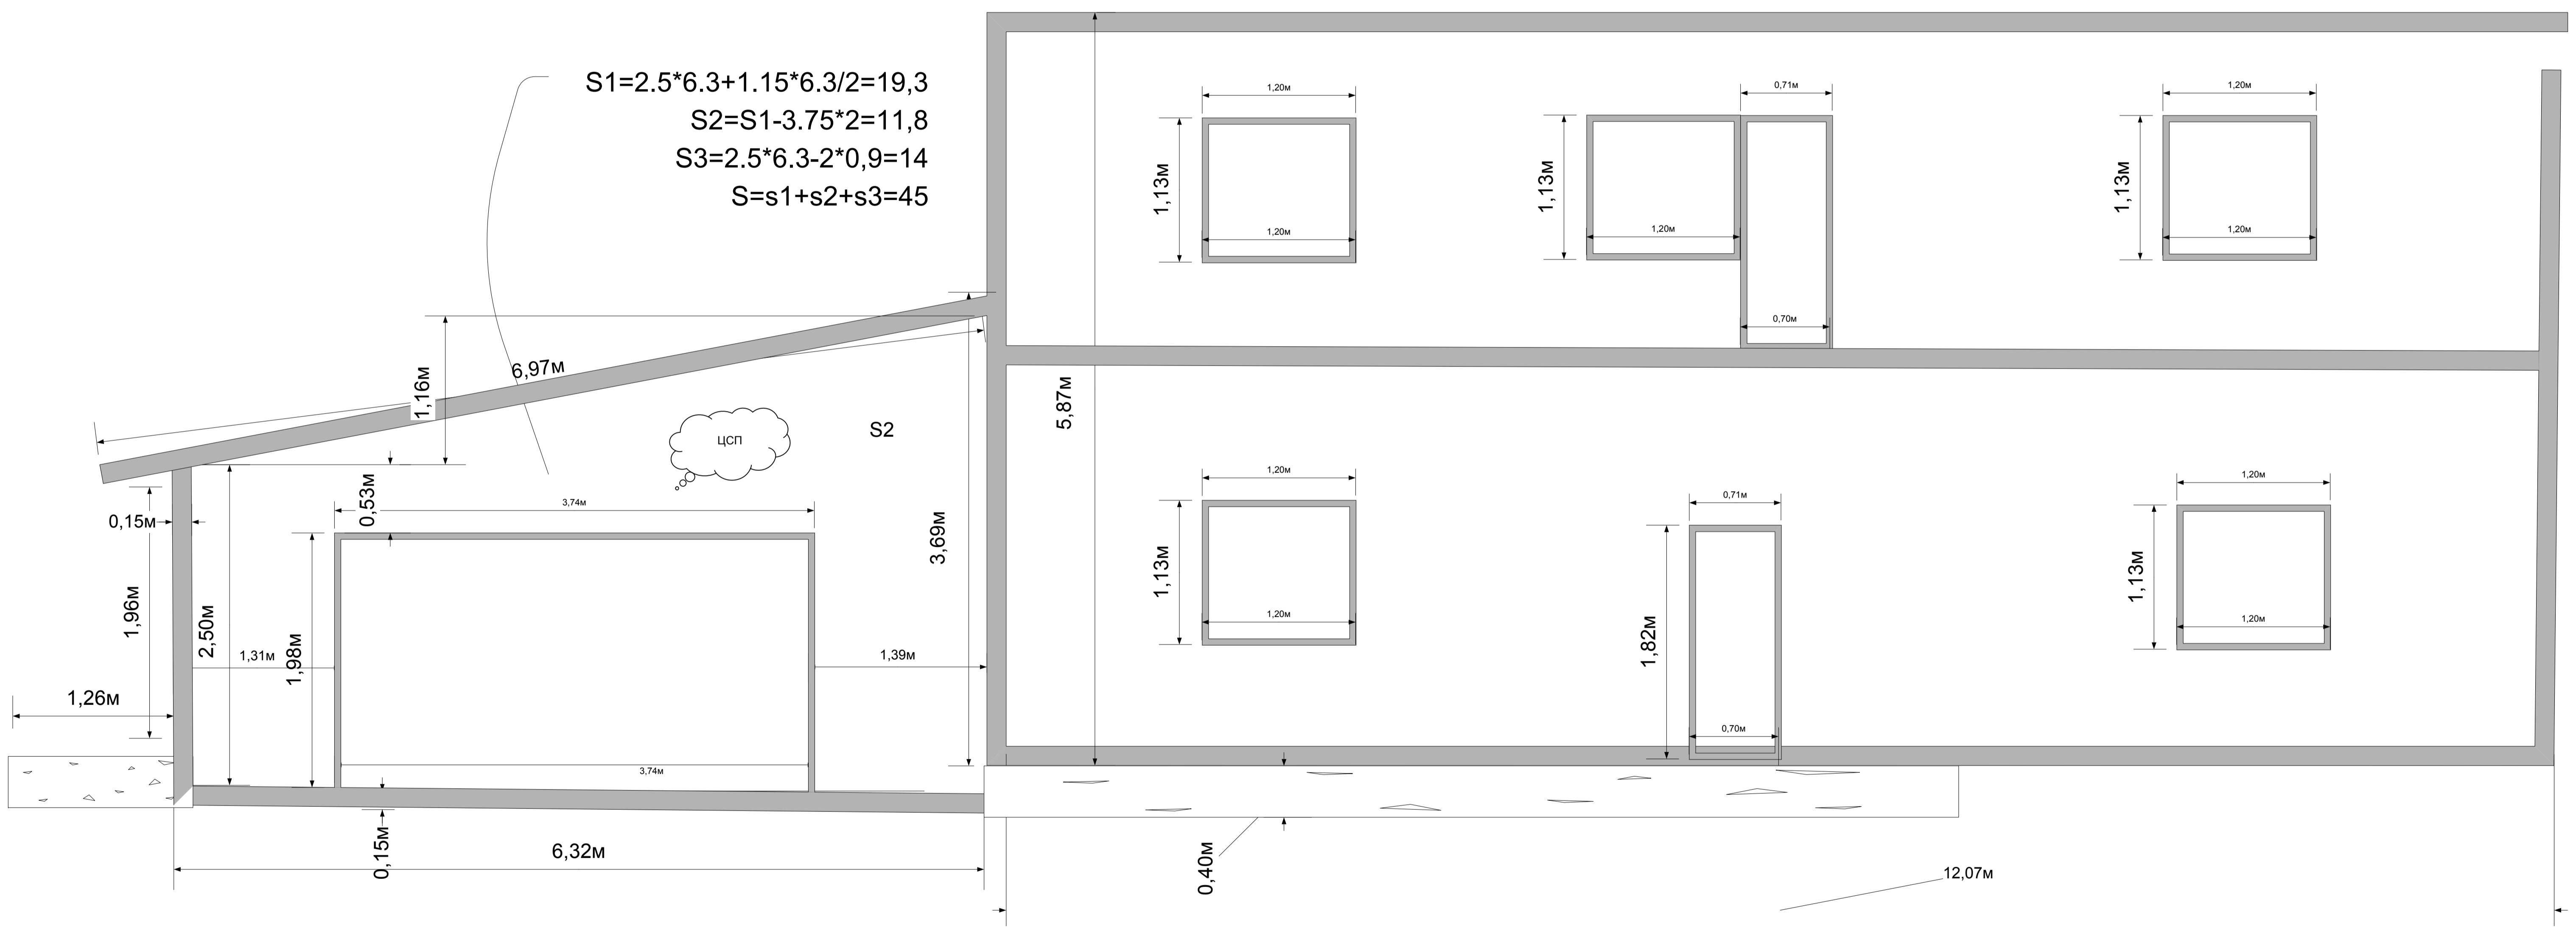 S1=2.5*6.3+1.15*6.3/2=19,3
S2=S1-3.75*2=11,8
S3=2.5*6.3-2*0,9=14
S=s1+s2+s3=45
1,20м
0,71м
1,20м
1,13м
1,13м
1,13м
1,20м
1,20м
1,20м
0,70м
6,97м
1,16м
5,87м
ЦСП
S2
1,20м
1,20м
0,71м
3,74м
0,53м
0,15м
3,69м
1,13м
1,13м
1,96м
2,50м
1,98м
1,31м
1,39м
1,82м
1,20м
1,20м
1,26м
0,70м
3,74м
0,15м
6,32м
0,40м
12,07м